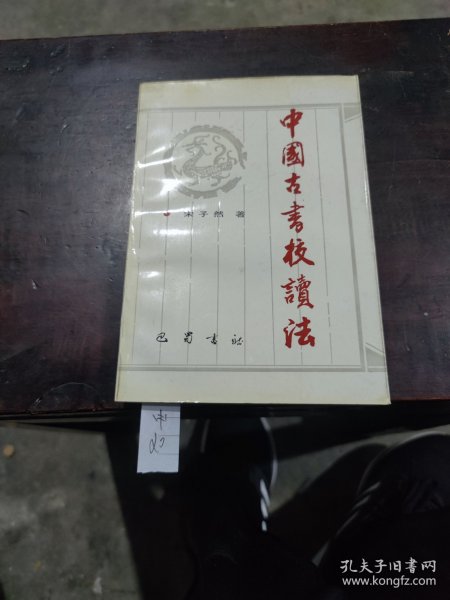 中國古書校讀法
宋子然 著
巴蜀書社
孔夫子旧书网
www.kongfz.com